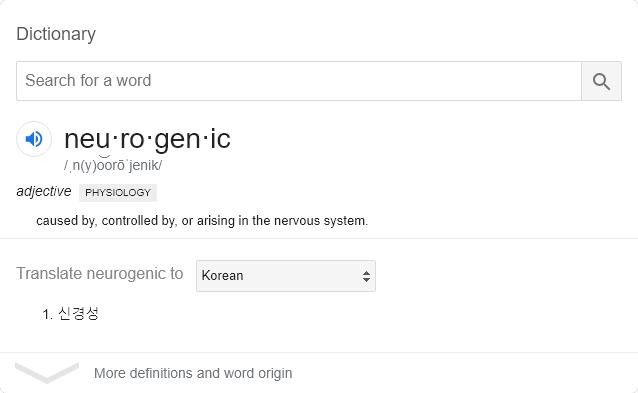 Dictionary
Search for a word
neu·ro·gen·ic
/ˌn(y)o͝orōˈjenik/
adjective PHYSIOLOGY
caused by, controlled by, or arising in the nervous system.
Translate neurogenic to Korean
1. 신경성
More definitions and word origin